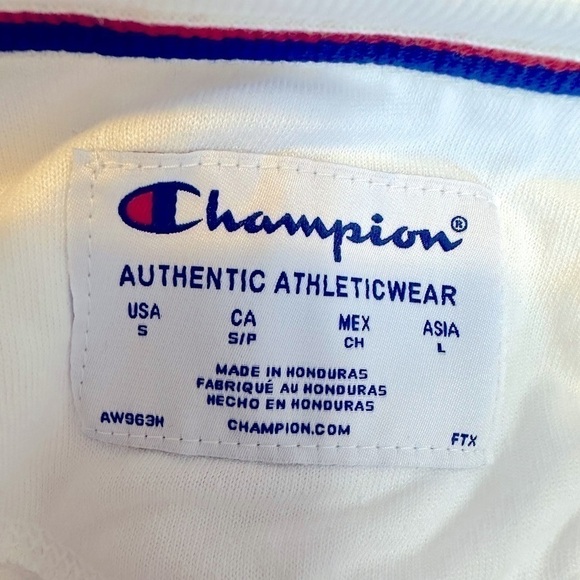 Champion®
AUTHENTIC ATHLETICWEAR
USA CA MEX ASIA
S S/P CH L
MADE IN HONDURAS
FABRIQUÉ AU HONDURAS
HECHO EN HONDURAS
AW963H CHAMPION.COM FTX